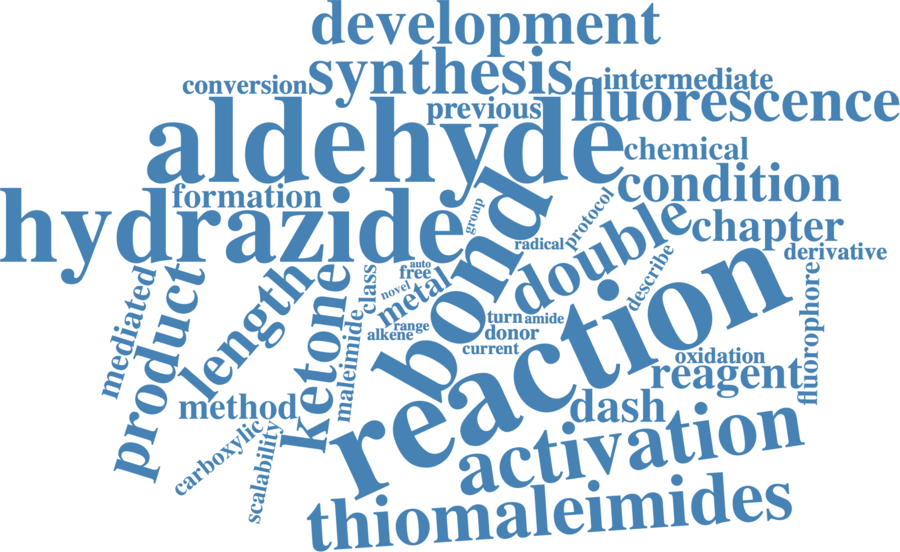 development
synthesis
conversion
intermediate
fluorescence
previous
aldehyde
chemical
condition
formation
hydrazide
group
bond
radical
protocol
double
chapter
derivative
describe
mediated
product
length
ketone
class
maleimide
auto
free
novel
metal
range
alkene
turn
amide
donor
current
reaction
fluorophore
oxidation
reagent
method
dash
carboxylic
scalability
activation
thiomaleimides